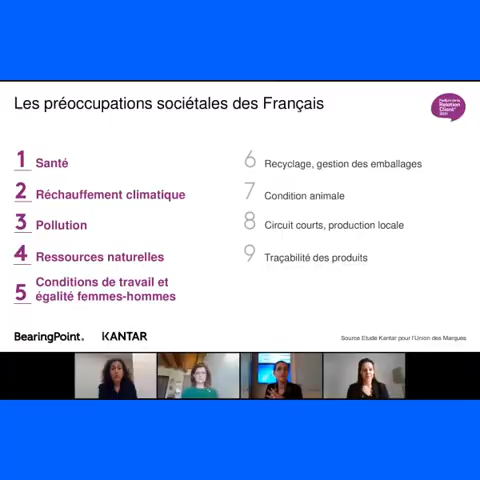 Les préoccupations sociétales des Français
Relation
Client
1 Santé
2 Réchauffement climatique
3 Pollution
4 Ressources naturelles
5 Conditions de travail et
égalité femmes-hommes
6 Recyclage, gestion des emballages
7 Condition animale
8 Circuit courts, production locale
9 Traçabilité des produits
BearingPoint.
KANTAR
Source Etude Kantar pour l'Union des Marques